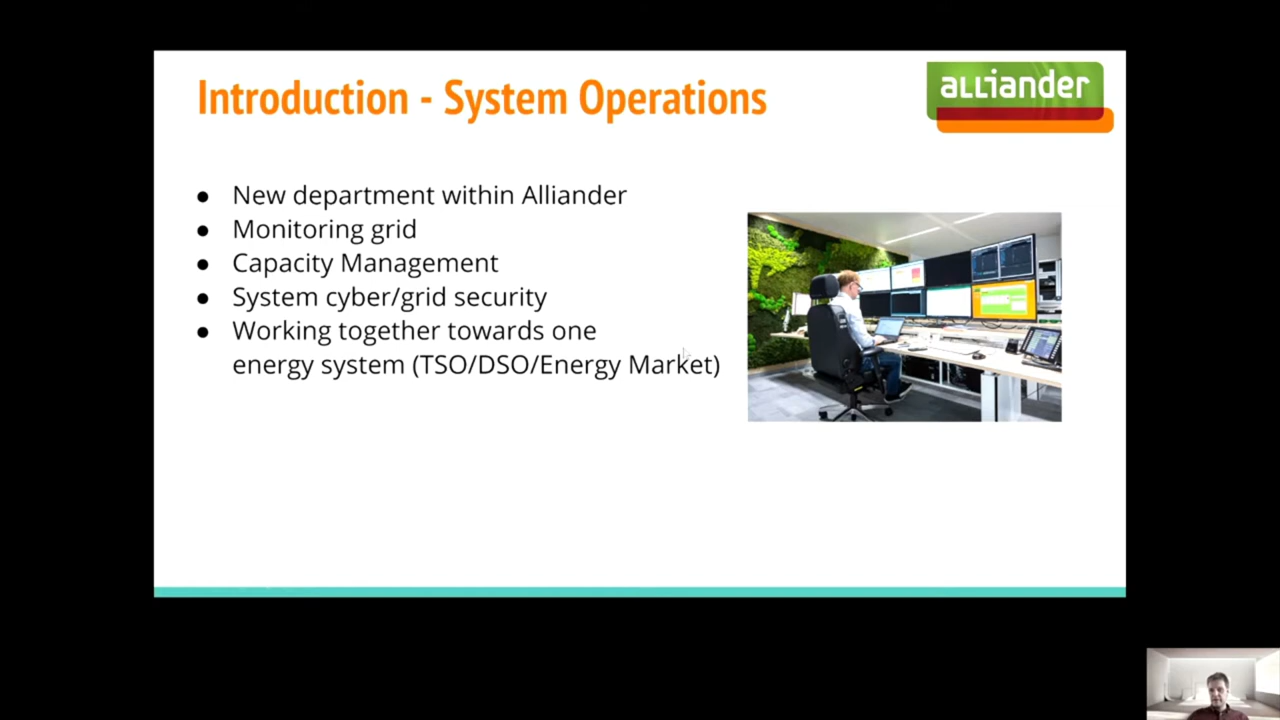 Introduction - System Operations
alliander
● New department within Alliander
● Monitoring grid
● Capacity Management
● System cyber/grid security
● Working together towards one
energy system (TSO/DSO/Energy Market)